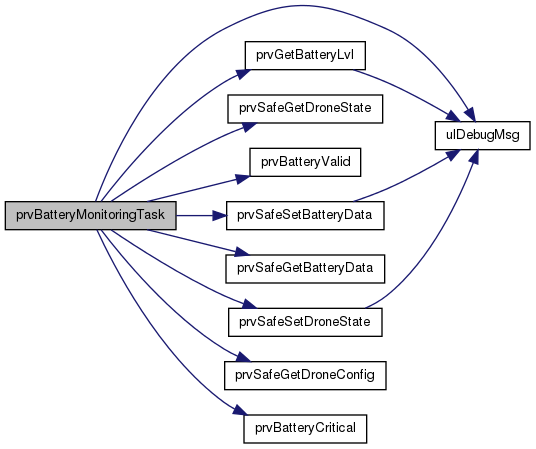 prvBatteryMonitoringTask
prvGetBatteryLvl
prvSafeGetDroneState
prvBatteryValid
prvSafeSetBatteryData
prvSafeGetBatteryData
prvSafeSetDroneState
prvSafeGetDroneConfig
prvBatteryCritical
ulDebugMsg